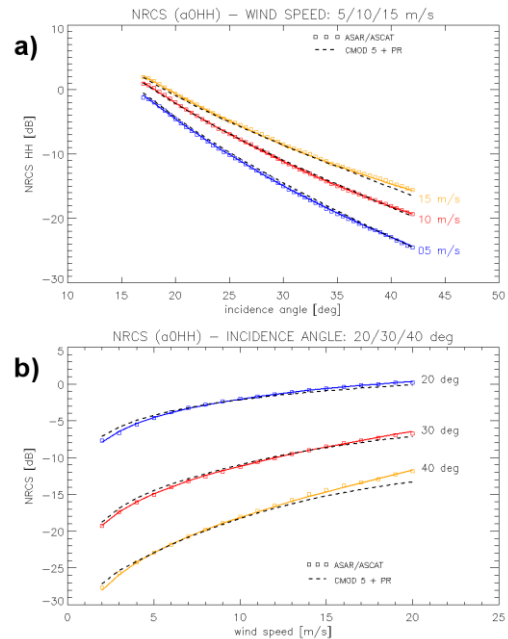 a)
NRCS (a0HH) – WIND SPEED: 5/10/15 m/s
ASAR/ASCAT
CMOD 5 + PR
NRCS HH [dB]
10
0
−10
−20
−30
15 m/s
10 m/s
05 m/s
10 15 20 25 30 35 40 45 50
incidence angle [deg]
b)
NRCS (a0HH) – INCIDENCE ANGLE: 20/30/40 deg
NRCS [dB]
5
0
−5
−10
−15
−20
−25
−30
20 deg
30 deg
40 deg
ASAR/ASCAT
CMOD 5 + PR
0 5 10 15 20 25
wind speed [m/s]